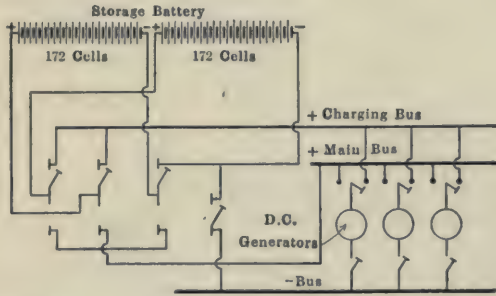 Storage Battery
+ − + −
172 Cells 172 Cells
+ Charging Bus
+ Main Bus
D.C.
Generators
−Bus